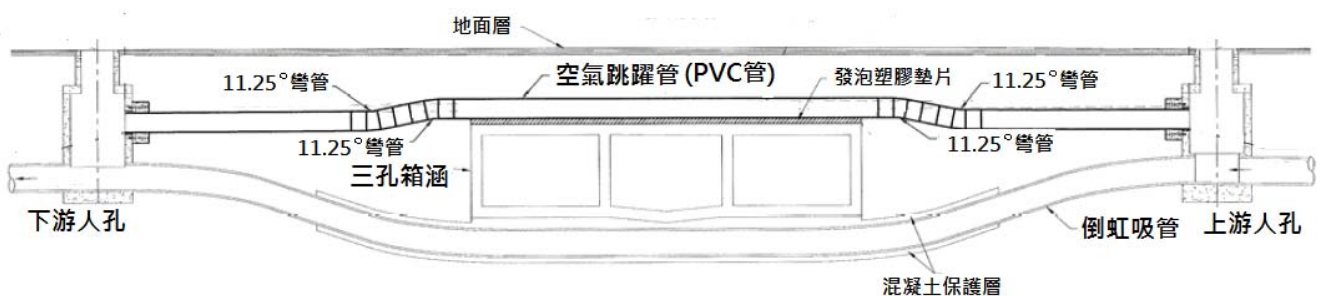 地面層
11.25°彎管
空氣跳躍管 (PVC管)
發泡塑膠墊片
11.25°彎管
11.25°彎管
11.25°彎管
三孔箱涵
下游人孔
倒虹吸管
上游人孔
混凝土保護層